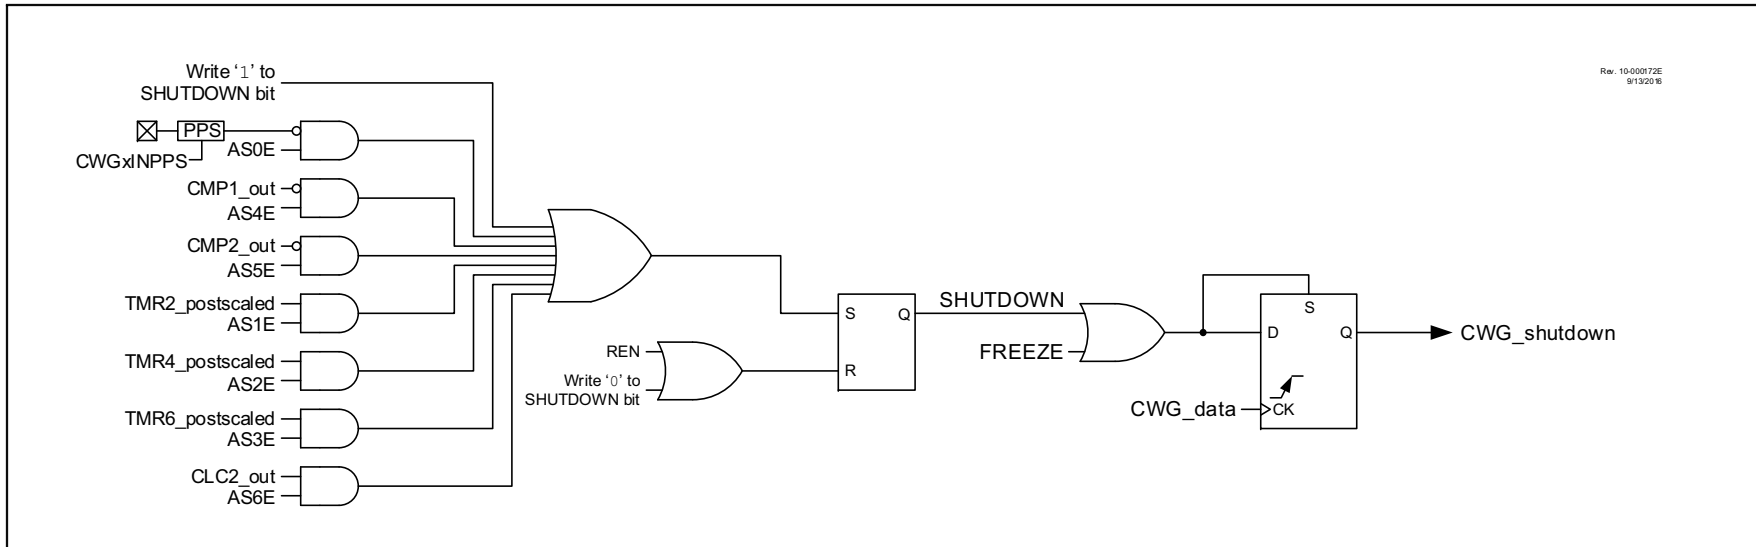 Rev. 10-000172E
9/13/2016
Write ‘1’ to
SHUTDOWN bit
PPS
AS0E
CWGxINPPS
CMP1_out
AS4E
CMP2_out
AS5E
TMR2_postscaled
AS1E
TMR4_postscaled
AS2E
TMR6_postscaled
AS3E
CLC2_out
AS6E
REN
Write ‘0’ to
SHUTDOWN bit
S
Q
R
SHUTDOWN
FREEZE
S
D
Q
CWG_data
CK
CWG_shutdown